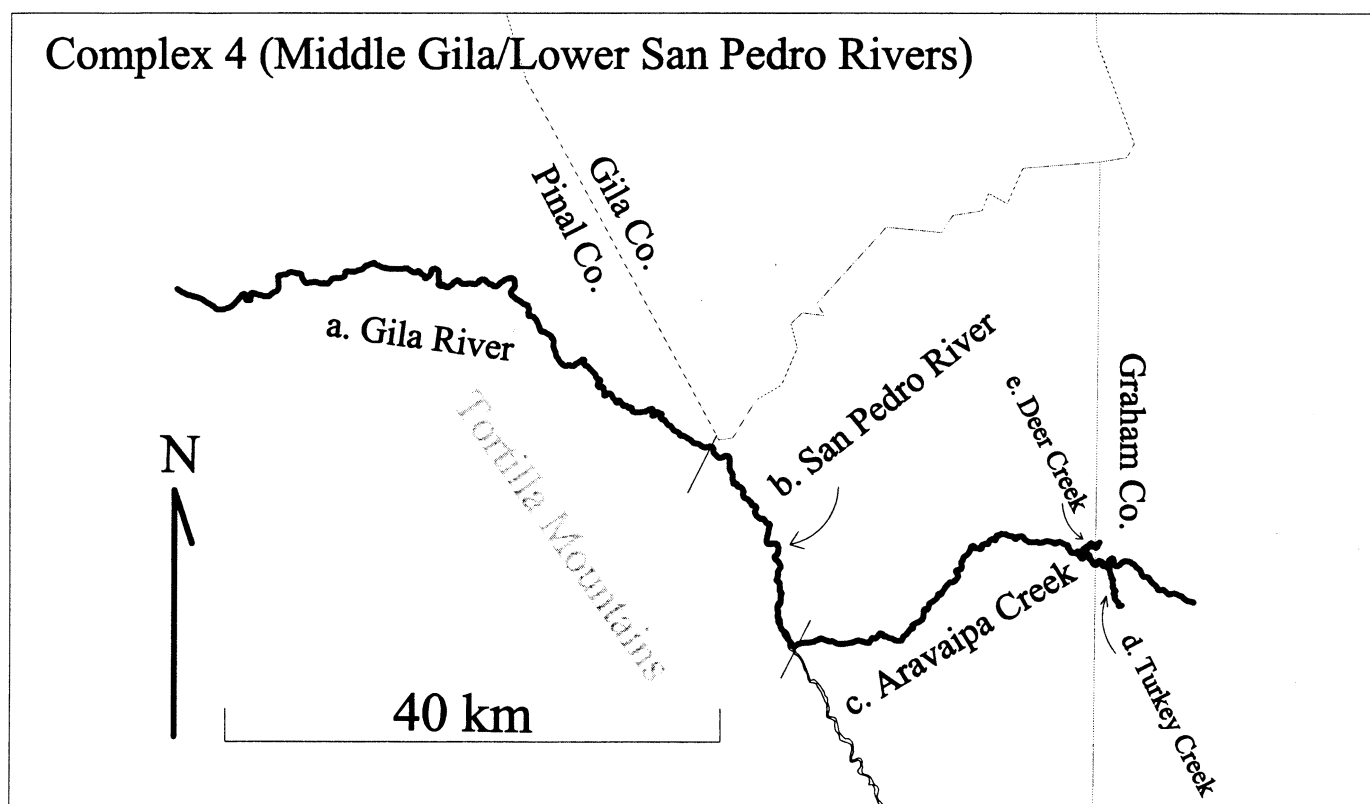 Complex 4 (Middle Gila/Lower San Pedro Rivers)
Gila Co.
Pinal Co.
a. Gila River
b. San Pedro River
e. Deer Creek
Graham Co.
Tortilla Mountains
N
c. Aravaipa Creek
d. Turkey Creek
40 km